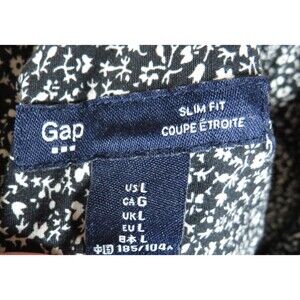 Gap
SLIM FIT
COUPE ÉTROITE
US L
CA G
UK L
EU L
日本 L
中国 185/104A